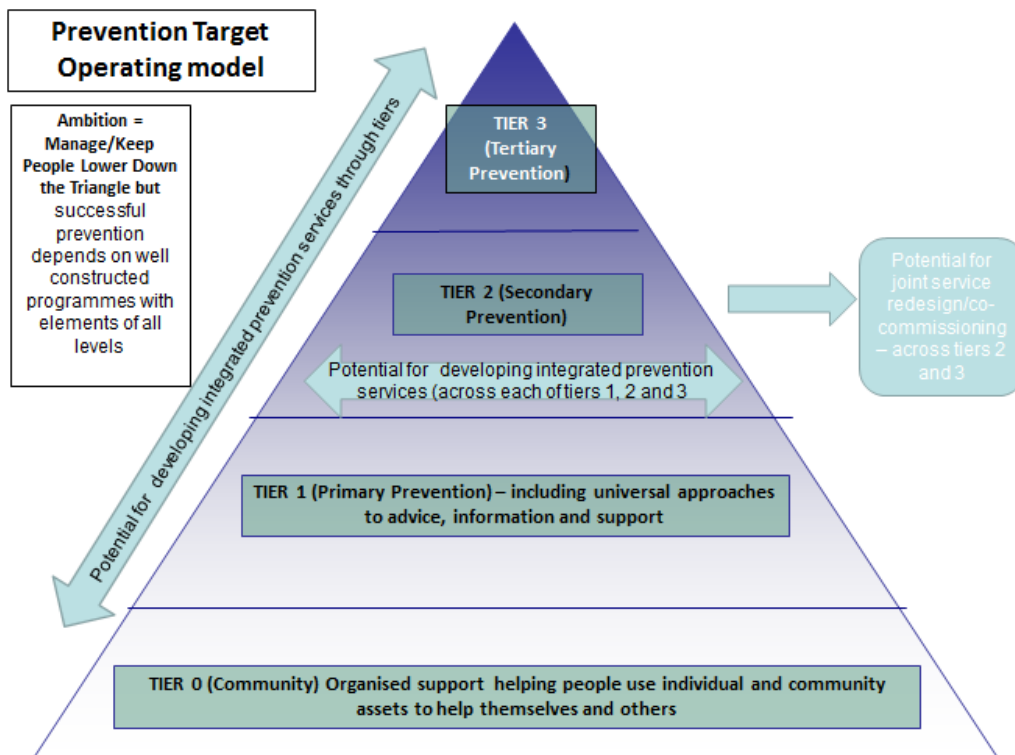 Prevention Target
Operating model
Ambition =
Manage/Keep
People Lower Down
the Triangle but
successful
prevention
depends on well
constructed
programmes with
elements of all
levels
Potential for developing integrated prevention services through tiers
TIER 3
(Tertiary
Prevention)
TIER 2 (Secondary
Prevention)
Potential for developing integrated prevention
services (across each of tiers 1, 2 and 3
Potential for
joint service
redesign/co-
commissioning
– across tiers 2
and 3
TIER 1 (Primary Prevention) – including universal approaches
to advice, information and support
TIER 0 (Community) Organised support helping people use individual and community
assets to help themselves and others